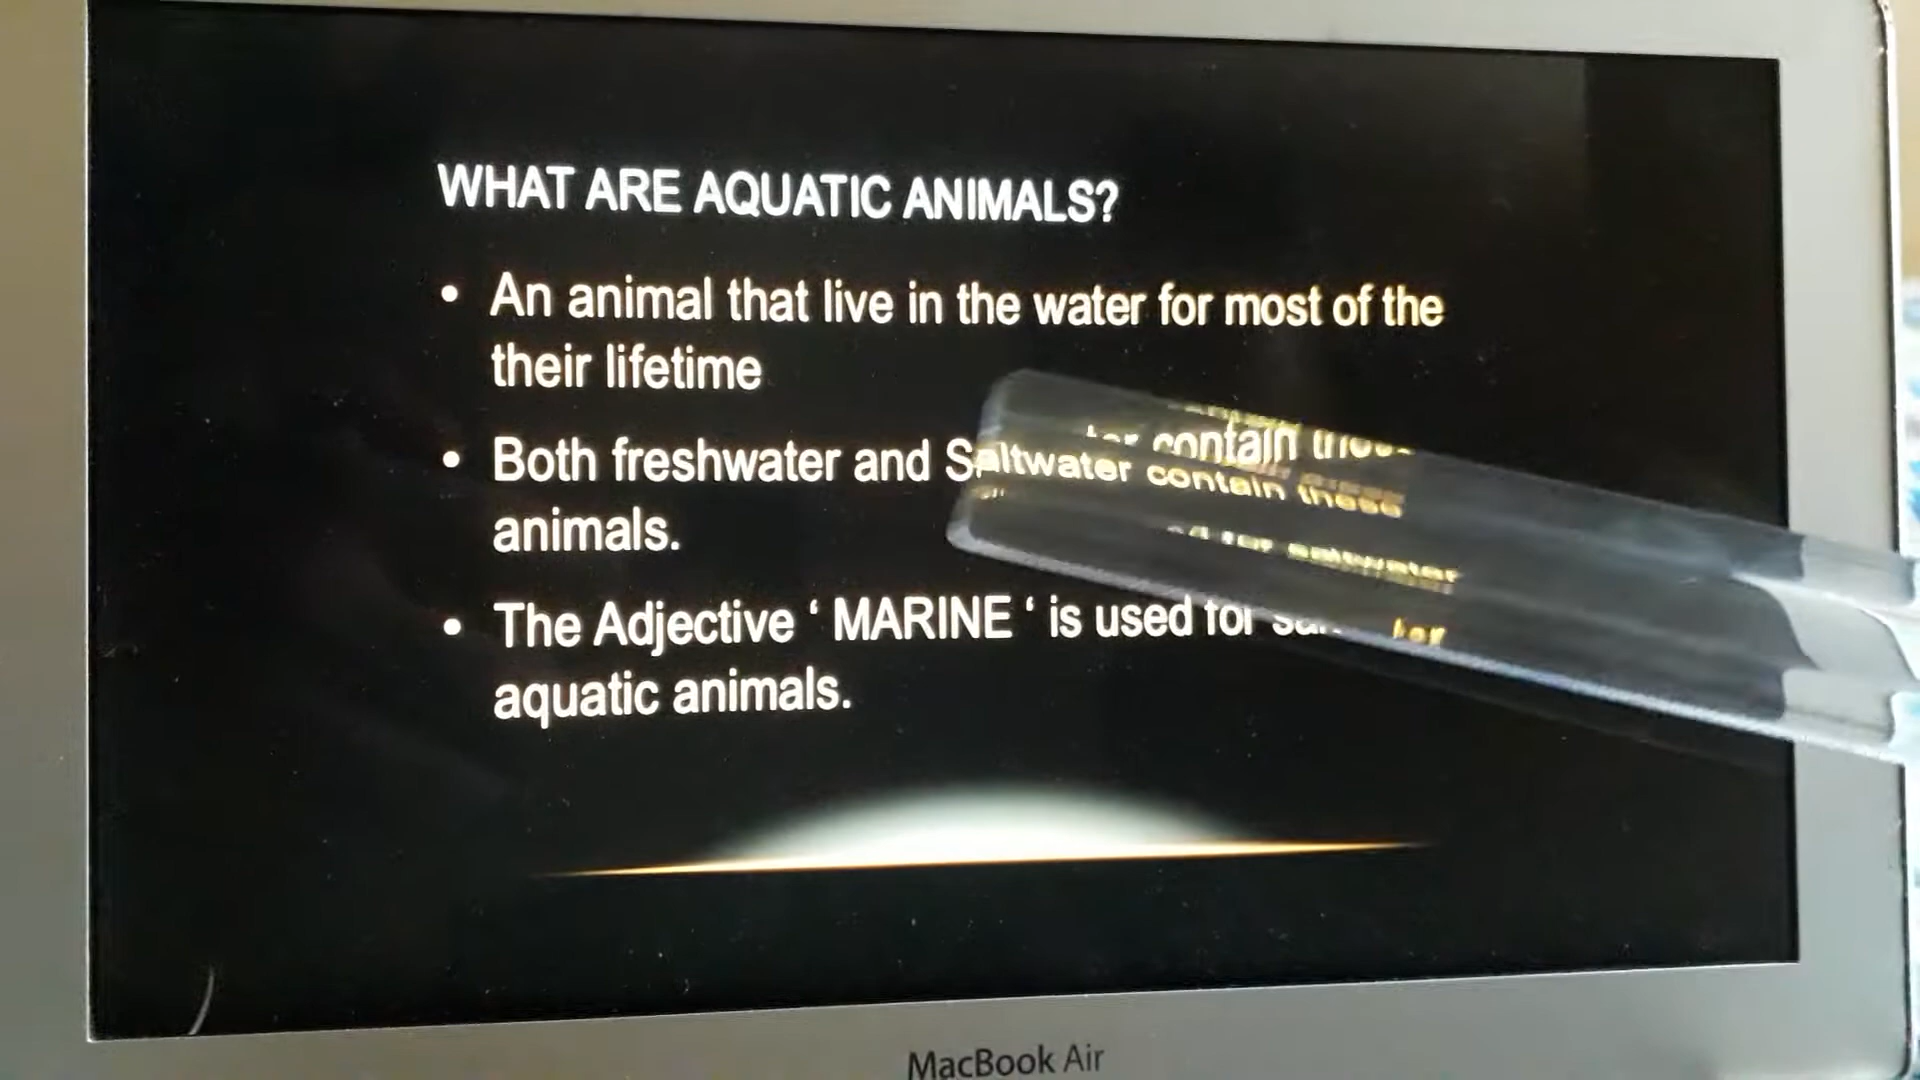 WHAT ARE AQUATIC ANIMALS?
• An animal that live in the water for most of the
their lifetime
• Both freshwater and Saltwater contain these
animals.
• The Adjective ‘ MARINE ‘ is used for saltwater
aquatic animals.
MacBook Air